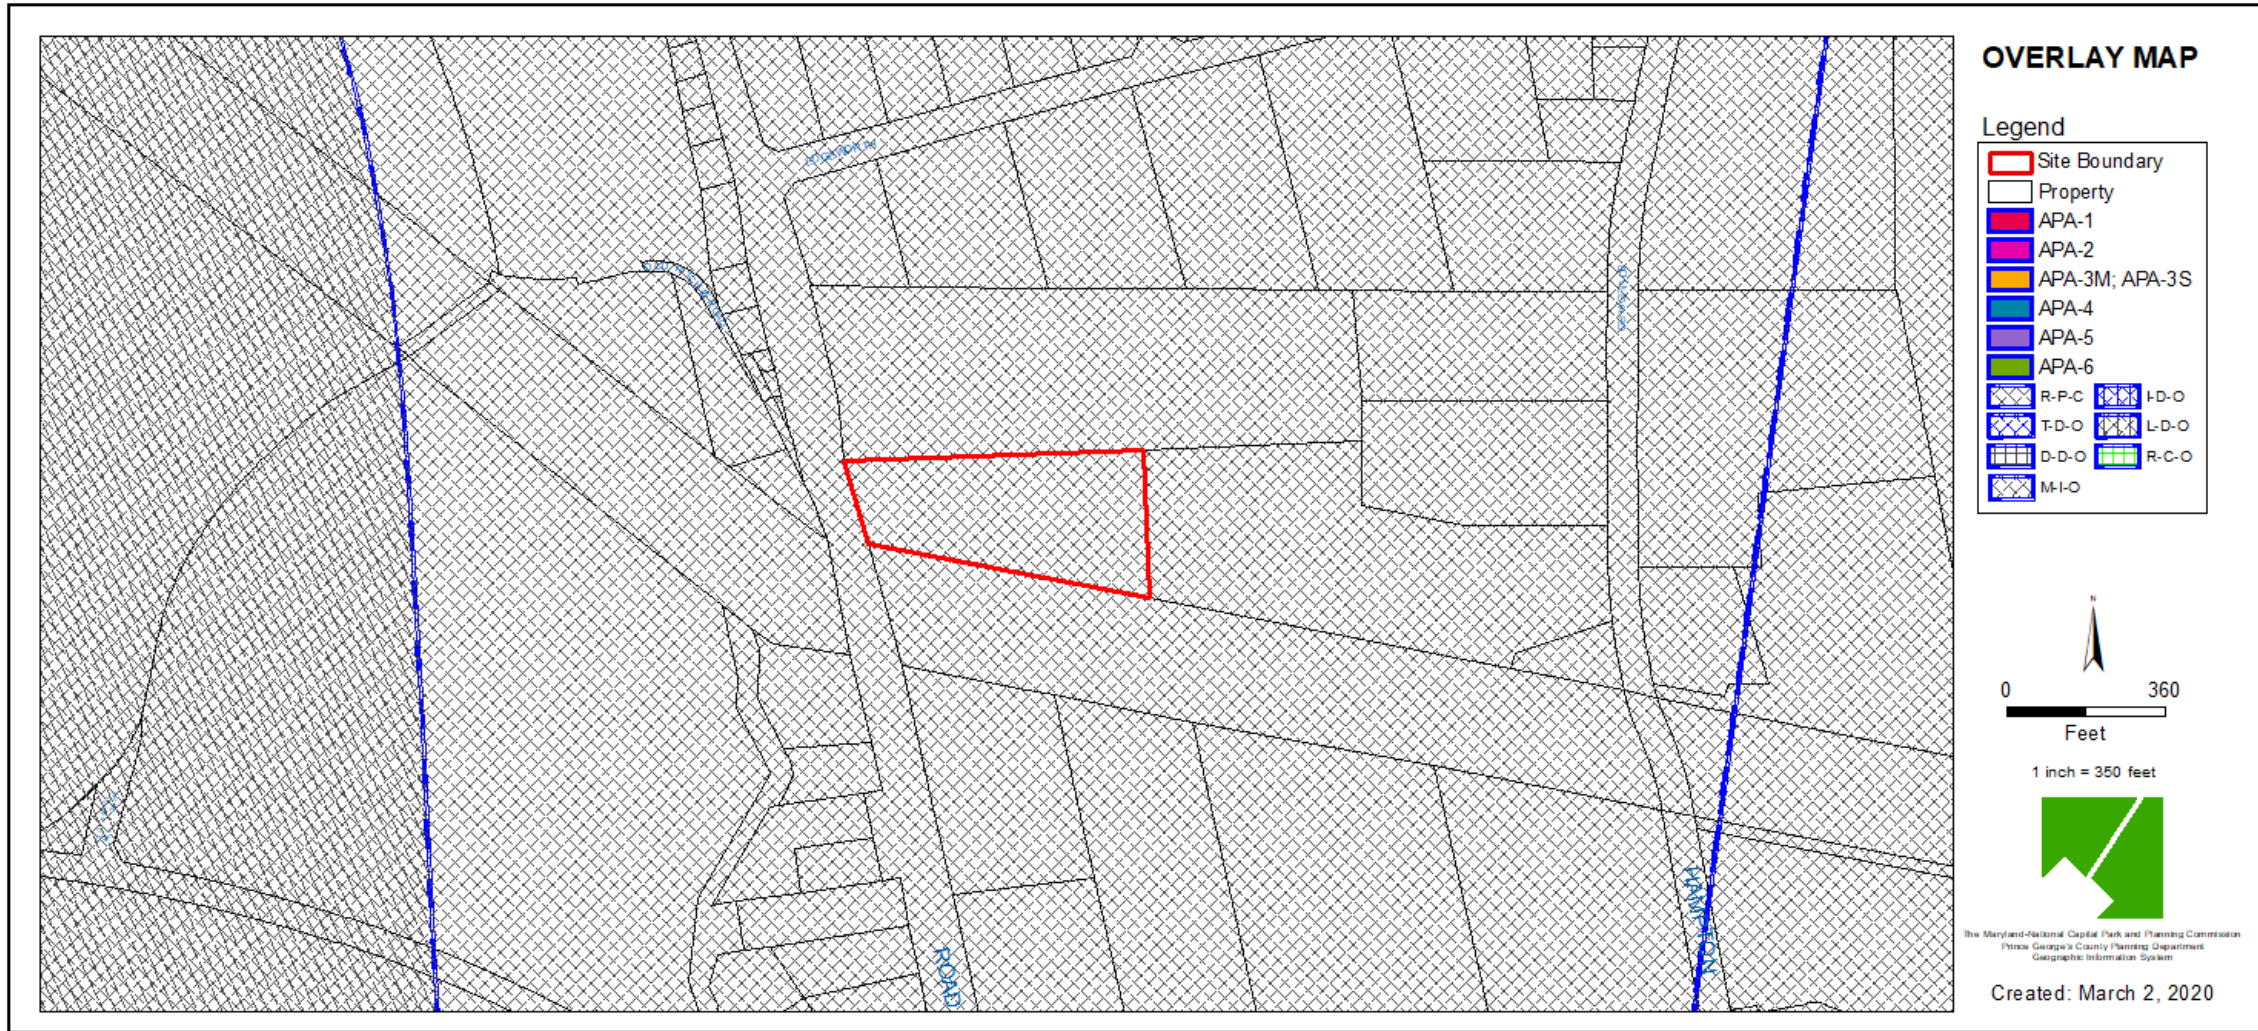 OVERLAY MAP
Legend
Site Boundary
Property
APA-1
APA-2
APA-3M; APA-3S
APA-4
APA-5
APA-6
R-P-C
I-D-O
T-D-O
L-D-O
D-D-O
R-C-O
M-I-O
N
0 360
Feet
1 inch = 350 feet
The Maryland-National Capital Park and Planning Commission
Prince George's County Planning Department
Geographic Information System
Created: March 2, 2020
ROAD